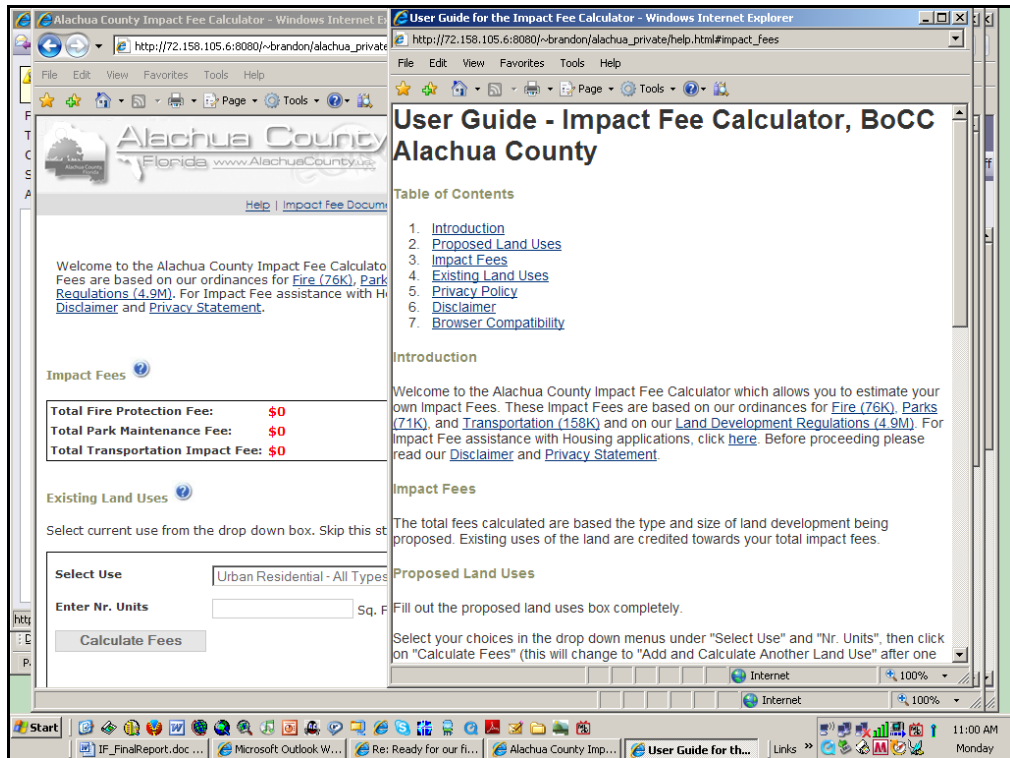 Alachua County Impact Fee Calculator - Windows Internet Ex
http://72.158.105.6:8080/~brandon/alachua_private
File Edit View Favorites Tools Help
Page Tools
Alachua County
Florida www.AlachuaCounty.us
Help | Impact Fee Docume
Welcome to the Alachua County Impact Fee Calculato
Fees are based on our ordinances for Fire (76K), Park
Regulations (4.9M). For Impact Fee assistance with H
Disclaimer and Privacy Statement.
Impact Fees
Total Fire Protection Fee: $0
Total Park Maintenance Fee: $0
Total Transportation Impact Fee: $0
Existing Land Uses
Select current use from the drop down box. Skip this st
Select Use Urban Residential - All Types
Enter Nr. Units Sq. F
Calculate Fees
User Guide for the Impact Fee Calculator - Windows Internet Explorer
http://72.158.105.6:8080/~brandon/alachua_private/help.html#impact_fees
File Edit View Favorites Tools Help
Page Tools
User Guide - Impact Fee Calculator, BoCC
Alachua County
Table of Contents
1. Introduction
2. Proposed Land Uses
3. Impact Fees
4. Existing Land Uses
5. Privacy Policy
6. Disclaimer
7. Browser Compatibility
Introduction
Welcome to the Alachua County Impact Fee Calculator which allows you to estimate your
own Impact Fees. These Impact Fees are based on our ordinances for Fire (76K), Parks
(71K), and Transportation (158K) and on our Land Development Regulations (4.9M). For
Impact Fee assistance with Housing applications, click here. Before proceeding please
read our Disclaimer and Privacy Statement.
Impact Fees
The total fees calculated are based the type and size of land development being
proposed. Existing uses of the land are credited towards your total impact fees.
Proposed Land Uses
Fill out the proposed land uses box completely.
Select your choices in the drop down menus under "Select Use" and "Nr. Units", then click
on "Calculate Fees" (this will change to "Add and Calculate Another Land Use" after one
Internet 100%
Internet 100%
Start
IF_FinalReport.doc ... Microsoft Outlook W... Re: Ready for our fi... Alachua County Imp... User Guide for th... Links »
11:00 AM
Monday